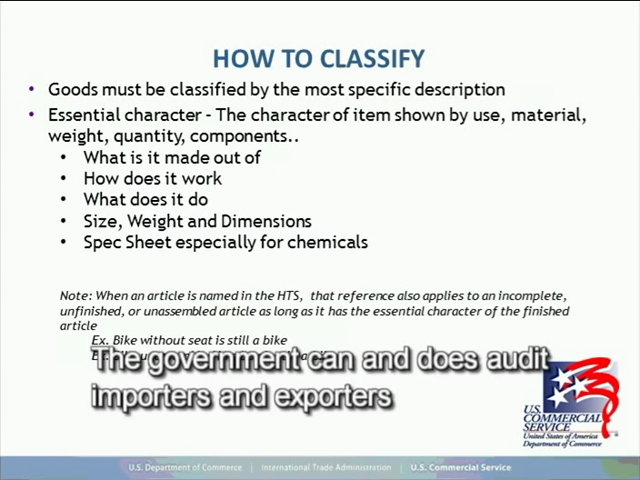 HOW TO CLASSIFY
• Goods must be classified by the most specific description
• Essential character – The character of item shown by use, material,
weight, quantity, components..
• What is it made out of
• How does it work
• What does it do
• Size, Weight and Dimensions
• Spec Sheet especially for chemicals
Note: When an article is named in the HTS, that reference also applies to an incomplete,
unfinished, or unassembled article as long as it has the essential character of the finished
article
Ex. Bike without seat is still a bike
The government can and does audit
importers and exporters
U.S.
COMMERCIAL
SERVICE
United States of America
Department of Commerce
U.S. Department of Commerce | International Trade Administration | U.S. Commercial Service